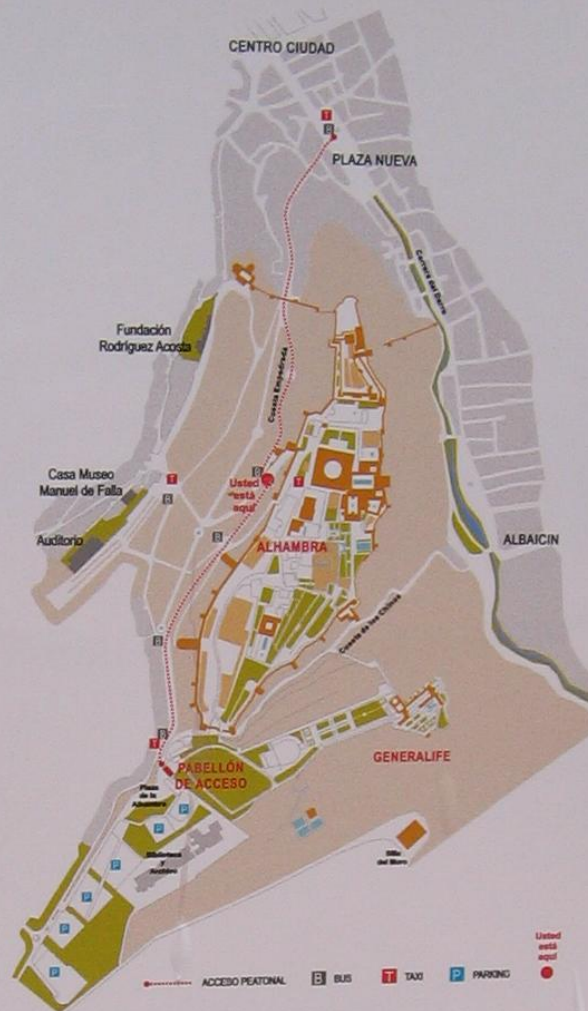 CENTRO CIUDAD
T
B
PLAZA NUEVA
Carrera del Darro
Fundación
Rodríguez Acosta
Cuesta Empedrada
Casa Museo
Manuel de Falla
T
B
B
Usted
está
aquí
T
Auditorio
B
ALHAMBRA
ALBAICIN
Cuesta de los Chinos
B
B
T
GENERALIFE
PABELLÓN
DE ACCESO
Plaza
de la
Alhambra
P
Biblioteca
y
Archivo
P
Silla
del Moro
P
P
P
Usted
está
aquí
ACCESO PEATONAL
B BUS
T TAXI
P PARKING